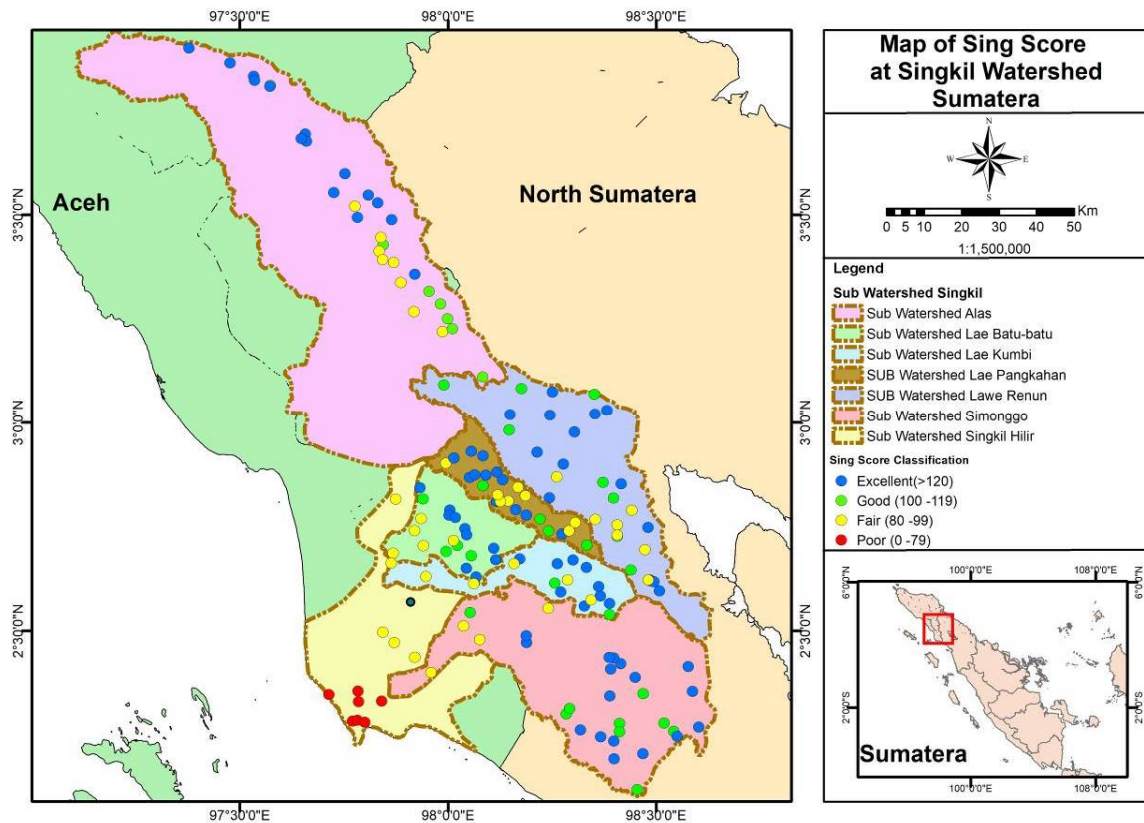 97°30'0"E
98°0'0"E
98°30'0"E
3°30'0"N
3°0'0"N
2°30'0"N
Aceh
North Sumatera
3°30'0"N
3°0'0"N
2°30'0"N
97°30'0"E
98°0'0"E
98°30'0"E
Map of Sing Score
at Singkil Watershed
Sumatera
N
W
E
S
Km
0 5 10 20 30 40 50
1:1,500,000
Legend
Sub Watershed Singkil
Sub Watershed Alas
Sub Watershed Lae Batu-batu
Sub Watershed Lae Kumbi
SUB Watershed Lae Pangkahan
SUB Watershed Lawe Renun
Sub Watershed Simonggo
Sub Watershed Singkil Hilir
Sing Score Classification
Excellent(>120)
Good (100 -119)
Fair (80 -99)
Poor (0 -79)
100°0'0"E
108°0'0"E
6°0'0"N
2°0'0"S
6°0'0"N
2°0'0"S
Sumatera
100°0'0"E
108°0'0"E